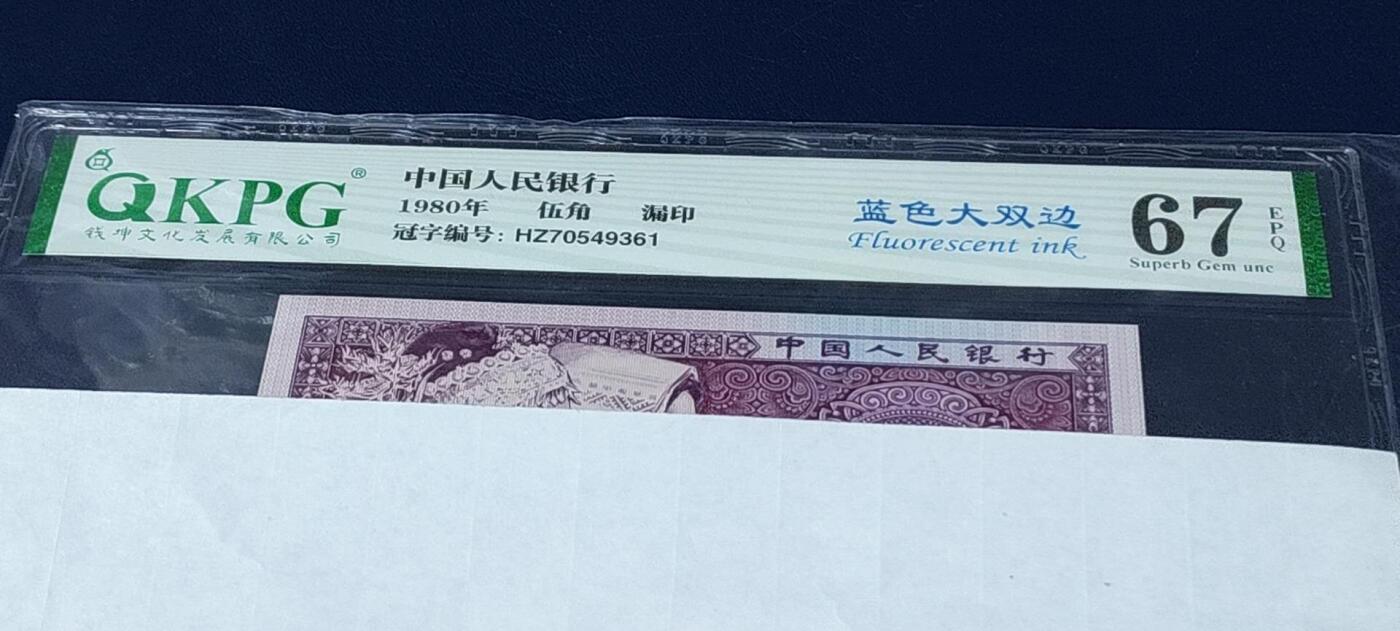 QKPG®
钱坤文化发展有限公司
中国人民银行
1980年 伍角 漏印
冠字编号: HZ70549361
蓝色大双边
Fluorescent ink
67
EPQ
Superb Gem unc
中国人民银行